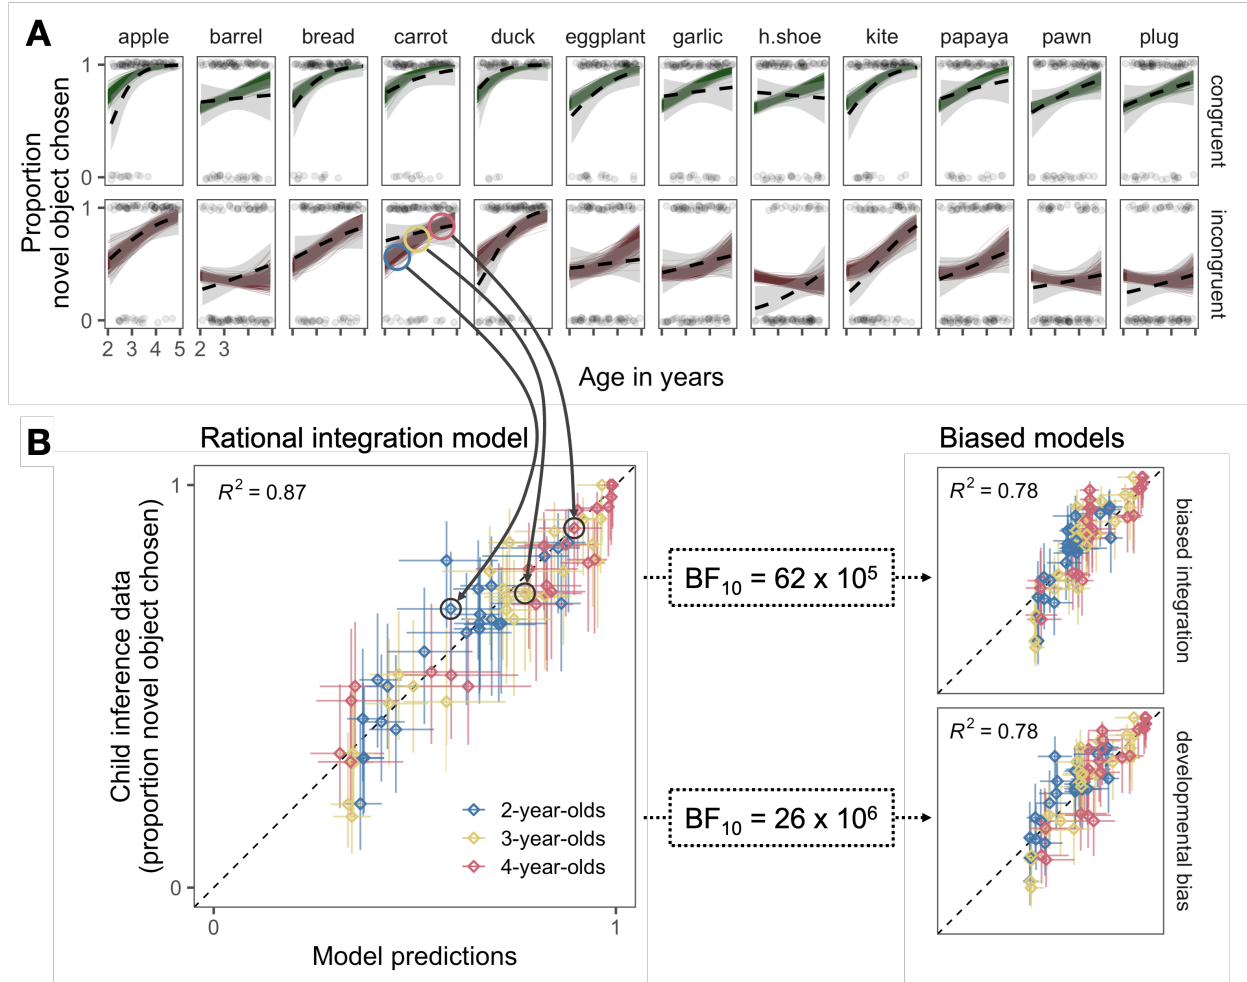 A
apple barrel bread carrot duck eggplant garlic h.shoe kite papaya pawn plug
Proportion
novel object chosen
1
0
congruent
1
0
incongruent
2 3 4 5 2 3
Age in years
B
Rational integration model
Biased models
Child inference data
(proportion novel object chosen)
1
0
R² = 0.87
2-year-olds
3-year-olds
4-year-olds
0 1
Model predictions
BF₁₀ = 62 x 10⁵
BF₁₀ = 26 x 10⁶
R² = 0.78
biased integration
R² = 0.78
developmental bias